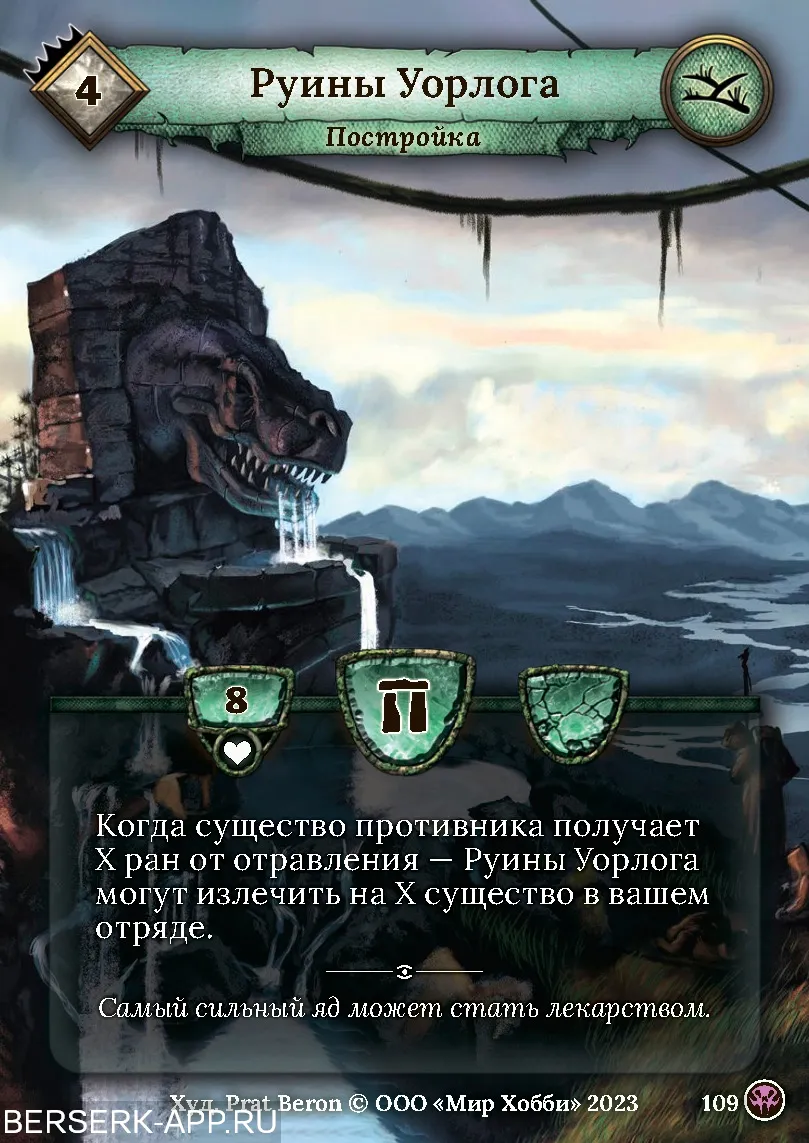 4
Руины Уорлога
Постройка
8
Когда существо противника получает
X ран от отравления — Руины Уорлога
могут излечить на X существо в вашем
отряде.
Самый сильный яд может стать лекарством.
Худ. Prat Beron © ООО «Мир Хобби» 2023
109
BERSERK-APP.RU